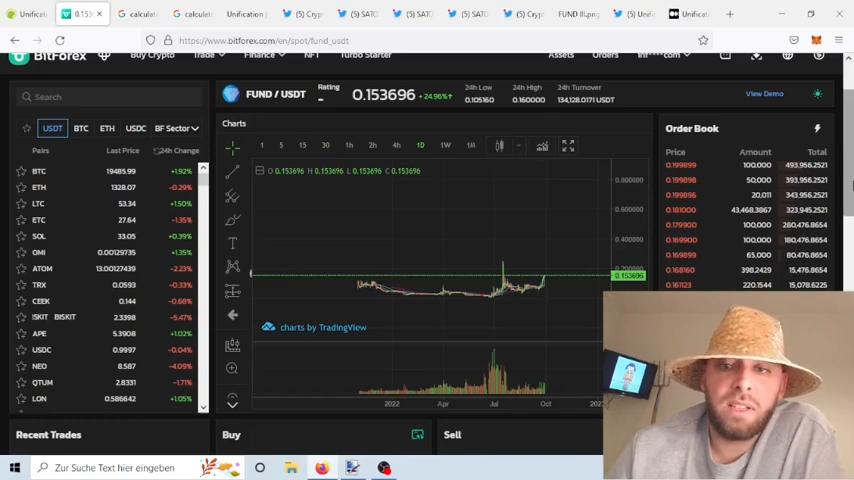 Unificati
0.1536
calculate
calculate
Unification |
(5) Cryp
(5) SATO
(5) SATO
(5) SATO
(5) Cryp
FUND III.png
(5) Unifi
Unificati
https://www.bitforex.com/en/spot/fund_usdt
BitForex
Buy Crypto
Trade
Finance
NFT
Turbo Starter
Assets
Orders
inf****com
FUND / USDT
Rating
-
0.153696
+24.96%
24h Low
0.105160
24h High
0.160000
24h Turnover
134,128.0171 USDT
View Demo
Search
USDT BTC ETH USDC BF Sector
Pairs Last Price 24h Change
BTC 19485.99 +1.92%
ETH 1328.07 -0.29%
LTC 53.34 +1.50%
ETC 27.64 -1.35%
SOL 33.05 +0.39%
OMI 0.00129735 +1.35%
ATOM 13.00127439 -2.23%
TRX 0.0593 -0.33%
CEEK 0.144 -0.68%
BISKIT 2.3398 -5.47%
APE 5.3908 +1.02%
USDC 0.9997 -0.04%
NEO 8.587 -4.09%
QTUM 2.8331 -1.71%
LON 0.586642 +1.05%
Charts
1 5 15 30 1h 2h 4h 1D 1W 1M
O 0.153696 H 0.153696 L 0.153696 C 0.153696
0.800000
0.600000
0.400000
0.200000
0.153696
charts by TradingView
2022 Apr Jul Oct
Order Book
Price Amount Total
0.199899 100,000 493,956.2521
0.199898 50,000 393,956.2521
0.199896 20,011 343,945.2521
0.181000 43,468.3867 323,945.2521
0.179900 100,000 280,476.8654
0.169900 100,000 180,476.8654
0.169899 65,000 80,476.8654
0.168160 398.2429 15,476.8654
0.161123 220.1544 15,078.6225
Recent Trades
Buy
Sell
Zur Suche Text hier eingeben